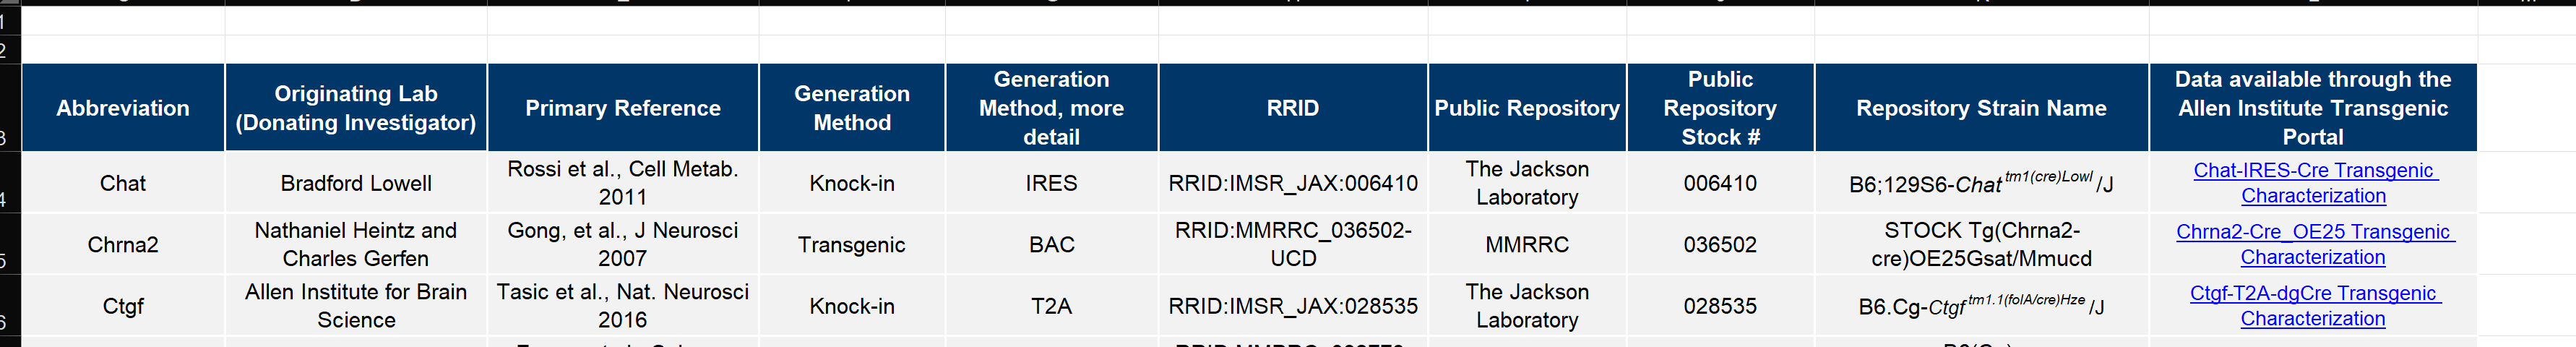 1
2
3
Abbreviation
Originating Lab
(Donating Investigator)
Primary Reference
Generation
Method
Generation
Method, more
detail
RRID
Public Repository
Public
Repository
Stock #
Repository Strain Name
Data available through the
Allen Institute Transgenic
Portal
4
Chat
Bradford Lowell
Rossi et al., Cell Metab.
2011
Knock-in
IRES
RRID:IMSR_JAX:006410
The Jackson
Laboratory
006410
B6;129S6-Chat tm1(cre)Lowl /J
Chat-IRES-Cre Transgenic
Characterization
5
Chrna2
Nathaniel Heintz and
Charles Gerfen
Gong, et al., J Neurosci
2007
Transgenic
BAC
RRID:MMRRC_036502-
UCD
MMRRC
036502
STOCK Tg(Chrna2-
cre)OE25Gsat/Mmucd
Chrna2-Cre_OE25 Transgenic
Characterization
6
Ctgf
Allen Institute for Brain
Science
Tasic et al., Nat. Neurosci
2016
Knock-in
T2A
RRID:IMSR_JAX:028535
The Jackson
Laboratory
028535
B6.Cg-Ctgf tm1.1(folA/cre)Hze /J
Ctgf-T2A-dgCre Transgenic
Characterization